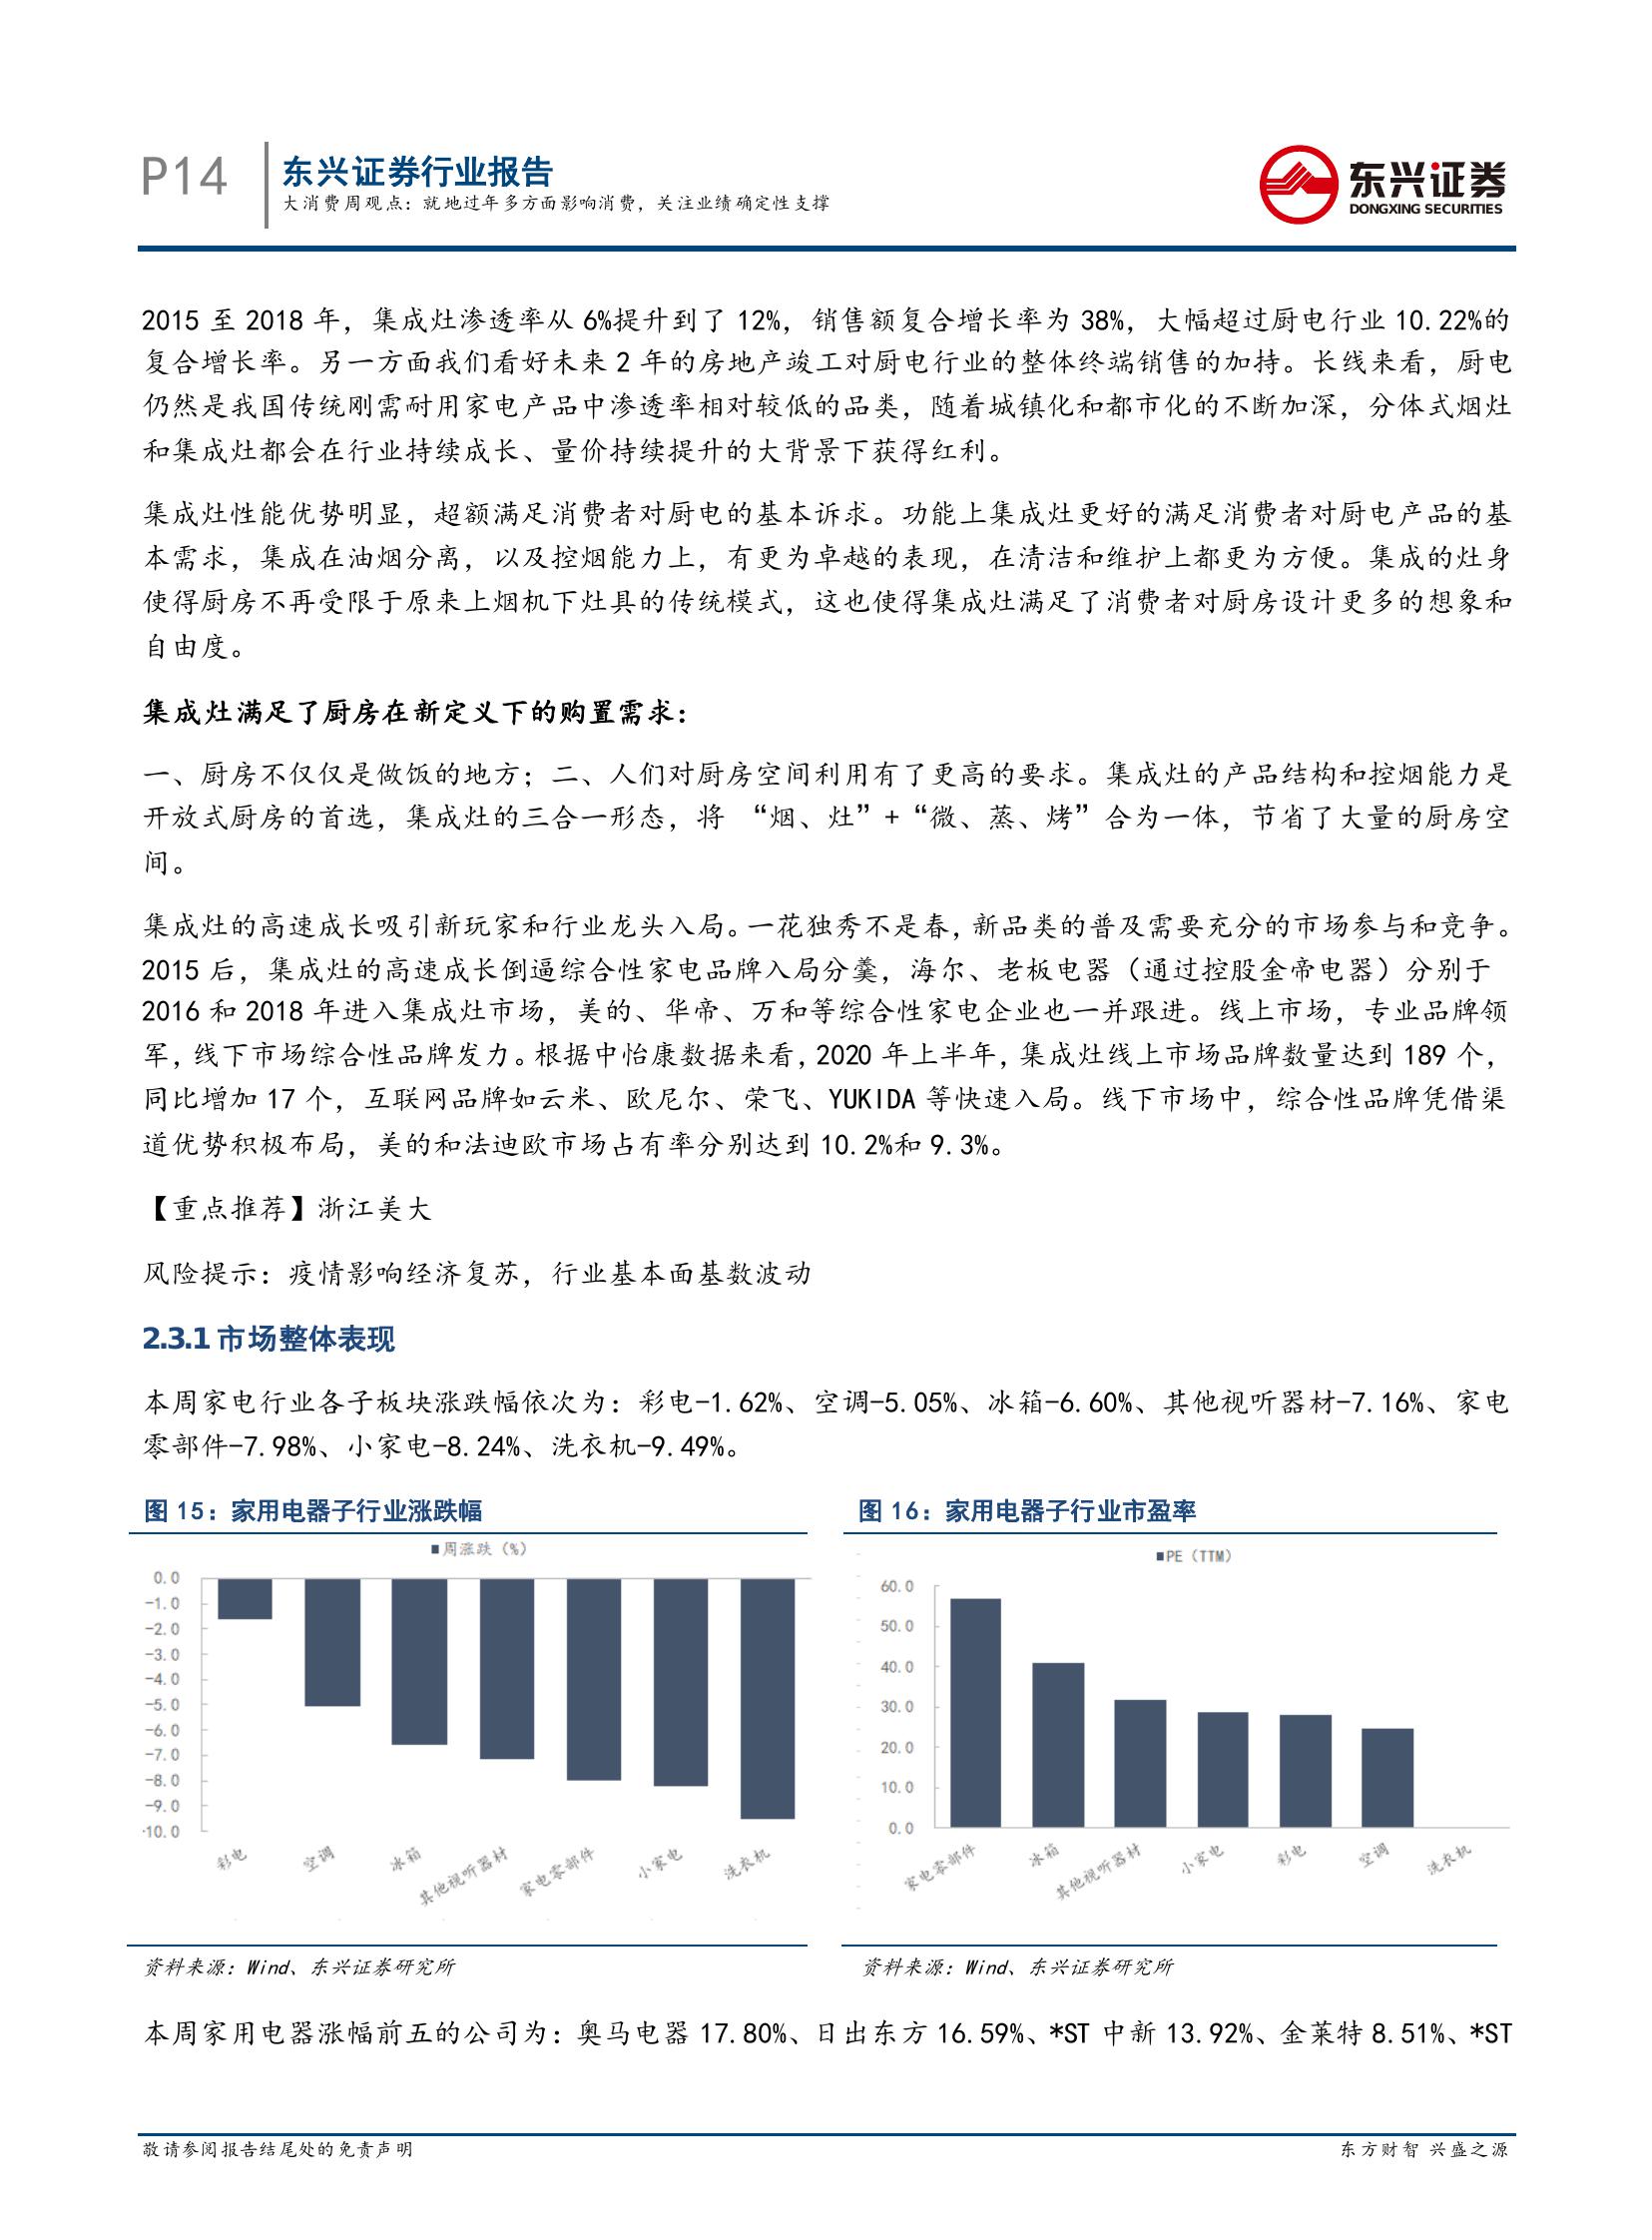 P14
东兴证券行业报告
大消费周观点：就地过年多方面影响消费，关注业绩确定性支撑
东兴证券
DONGXING SECURITIES
2015 至 2018 年，集成灶渗透率从 6%提升到了 12%，销售额复合增长率为 38%，大幅超过厨电行业 10.22%的
复合增长率。另一方面我们看好未来 2 年的房地产竣工对厨电行业的整体终端销售的加持。长线来看，厨电
仍然是我国传统刚需耐用家电产品中渗透率相对较低的品类，随着城镇化和都市化的不断加深，分体式烟灶
和集成灶都会在行业持续成长、量价持续提升的大背景下获得红利。
集成灶性能优势明显，超额满足消费者对厨电的基本诉求。功能上集成灶更好的满足消费者对厨电产品的基
本需求，集成在油烟分离，以及控烟能力上，有更为卓越的表现，在清洁和维护上都更为方便。集成的灶身
使得厨房不再受限于原来上烟机下灶具的传统模式，这也使得集成灶满足了消费者对厨房设计更多的想象和
自由度。
集成灶满足了厨房在新定义下的购置需求：
一、厨房不仅仅是做饭的地方；二、人们对厨房空间利用有了更高的要求。集成灶的产品结构和控烟能力是
开放式厨房的首选，集成灶的三合一形态，将 “烟、灶”+“微、蒸、烤”合为一体，节省了大量的厨房空
间。
集成灶的高速成长吸引新玩家和行业龙头入局。一花独秀不是春，新品类的普及需要充分的市场参与和竞争。
2015 后，集成灶的高速成长倒逼综合性家电品牌入局分羹，海尔、老板电器（通过控股金帝电器）分别于
2016 和 2018 年进入集成灶市场，美的、华帝、万和等综合性家电企业也一并跟进。线上市场，专业品牌领
军，线下市场综合性品牌发力。根据中怡康数据来看，2020 年上半年，集成灶线上市场品牌数量达到 189 个，
同比增加 17 个，互联网品牌如云米、欧尼尔、荣飞、YUKIDA 等快速入局。线下市场中，综合性品牌凭借渠
道优势积极布局，美的和法迪欧市场占有率分别达到 10.2%和 9.3%。
【重点推荐】浙江美大
风险提示：疫情影响经济复苏，行业基本面基数波动
2.3.1 市场整体表现
本周家电行业各子板块涨跌幅依次为：彩电-1.62%、空调-5.05%、冰箱-6.60%、其他视听器材-7.16%、家电
零部件-7.98%、小家电-8.24%、洗衣机-9.49%。
图 15：家用电器子行业涨跌幅
周涨跌（%）
0.0
-1.0
-2.0
-3.0
-4.0
-5.0
-6.0
-7.0
-8.0
-9.0
-10.0
彩电
空调
冰箱
其他视听器材
家电零部件
小家电
洗衣机
资料来源：Wind、东兴证券研究所
图 16：家用电器子行业市盈率
PE（TTM）
60.0
50.0
40.0
30.0
20.0
10.0
0.0
家电零部件
冰箱
其他视听器材
小家电
彩电
空调
洗衣机
资料来源：Wind、东兴证券研究所
本周家用电器涨幅前五的公司为：奥马电器 17.80%、日出东方 16.59%、*ST 中新 13.92%、金莱特 8.51%、*ST
敬请参阅报告结尾处的免责声明
东方财智 兴盛之源